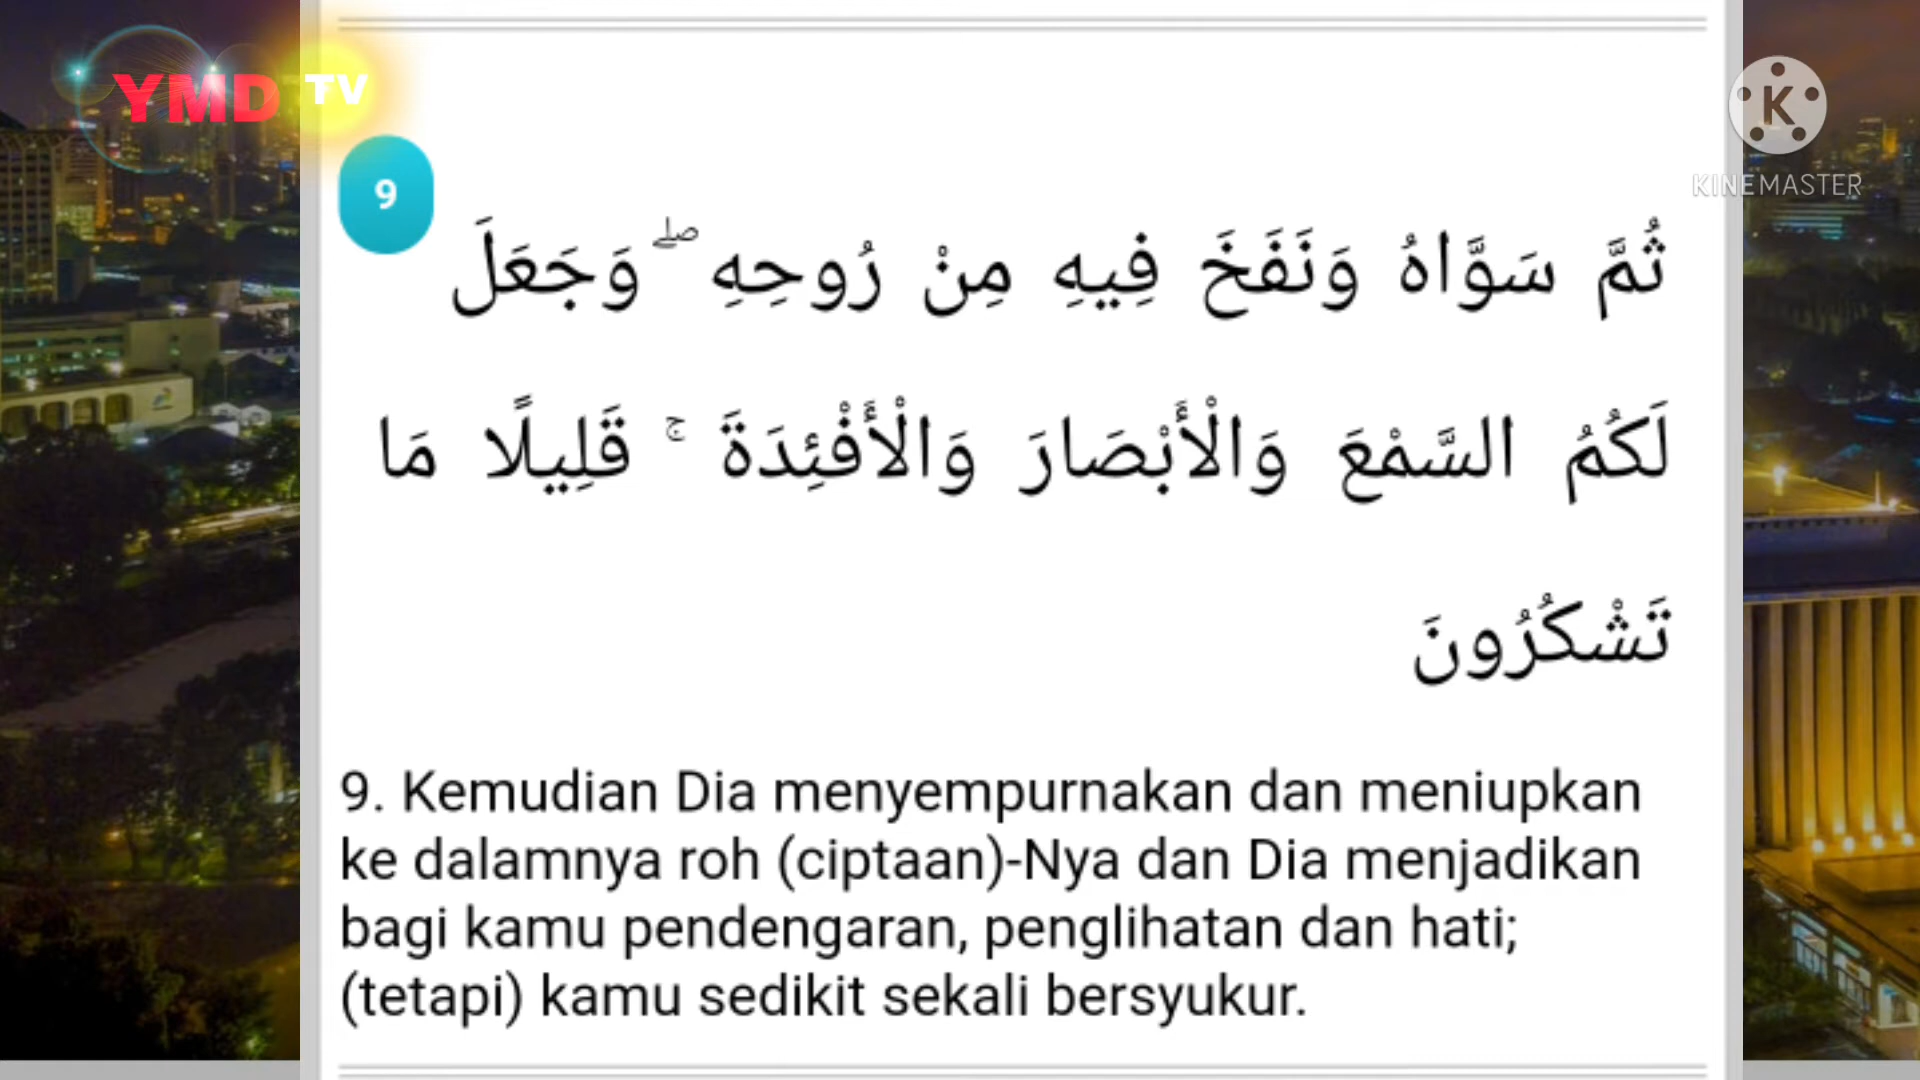 YMD TV
K
KINEMASTER
9
ثُمَّ سَوَّاهُ وَنَفَخَ فِيهِ مِنْ رُوحِهِ ۖ وَجَعَلَ
لَكُمُ السَّمْعَ وَالْأَبْصَارَ وَالْأَفْئِدَةَ ۚ قَلِيلًا مَا
تَشْكُرُونَ
9. Kemudian Dia menyempurnakan dan meniupkan
ke dalamnya roh (ciptaan)-Nya dan Dia menjadikan
bagi kamu pendengaran, penglihatan dan hati;
(tetapi) kamu sedikit sekali bersyukur.